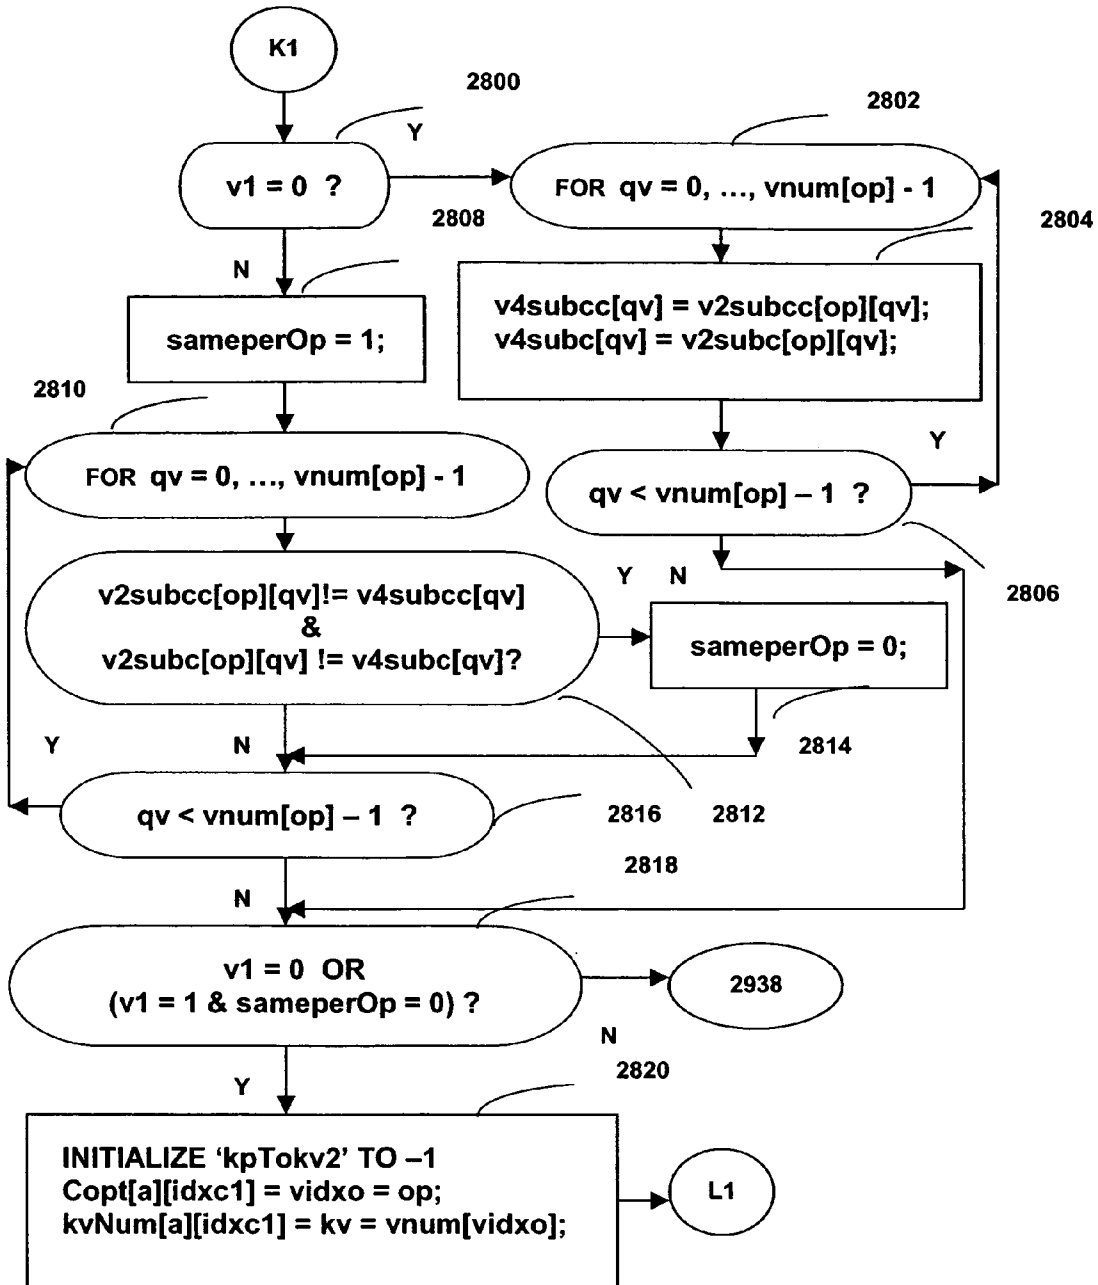 K1
2800
2802
Y
v1 = 0 ?
FOR qv = 0, ..., vnum[op] - 1
2808
2804
N
v4subcc[qv] = v2subcc[op][qv];
v4subc[qv] = v2subc[op][qv];
sameperOp = 1;
2810
Y
FOR qv = 0, ..., vnum[op] - 1
qv < vnum[op] – 1 ?
Y N
2806
v2subcc[op][qv]!= v4subcc[qv]
&
v2subc[op][qv] != v4subc[qv]?
sameperOp = 0;
Y
N
2814
qv < vnum[op] – 1 ?
2816
2812
2818
N
v1 = 0 OR
(v1 = 1 & sameperOp = 0) ?
2938
N
2820
Y
INITIALIZE ‘kpTokv2’ TO –1
Copt[a][idxc1] = vidxo = op;
kvNum[a][idxc1] = kv = vnum[vidxo];
L1